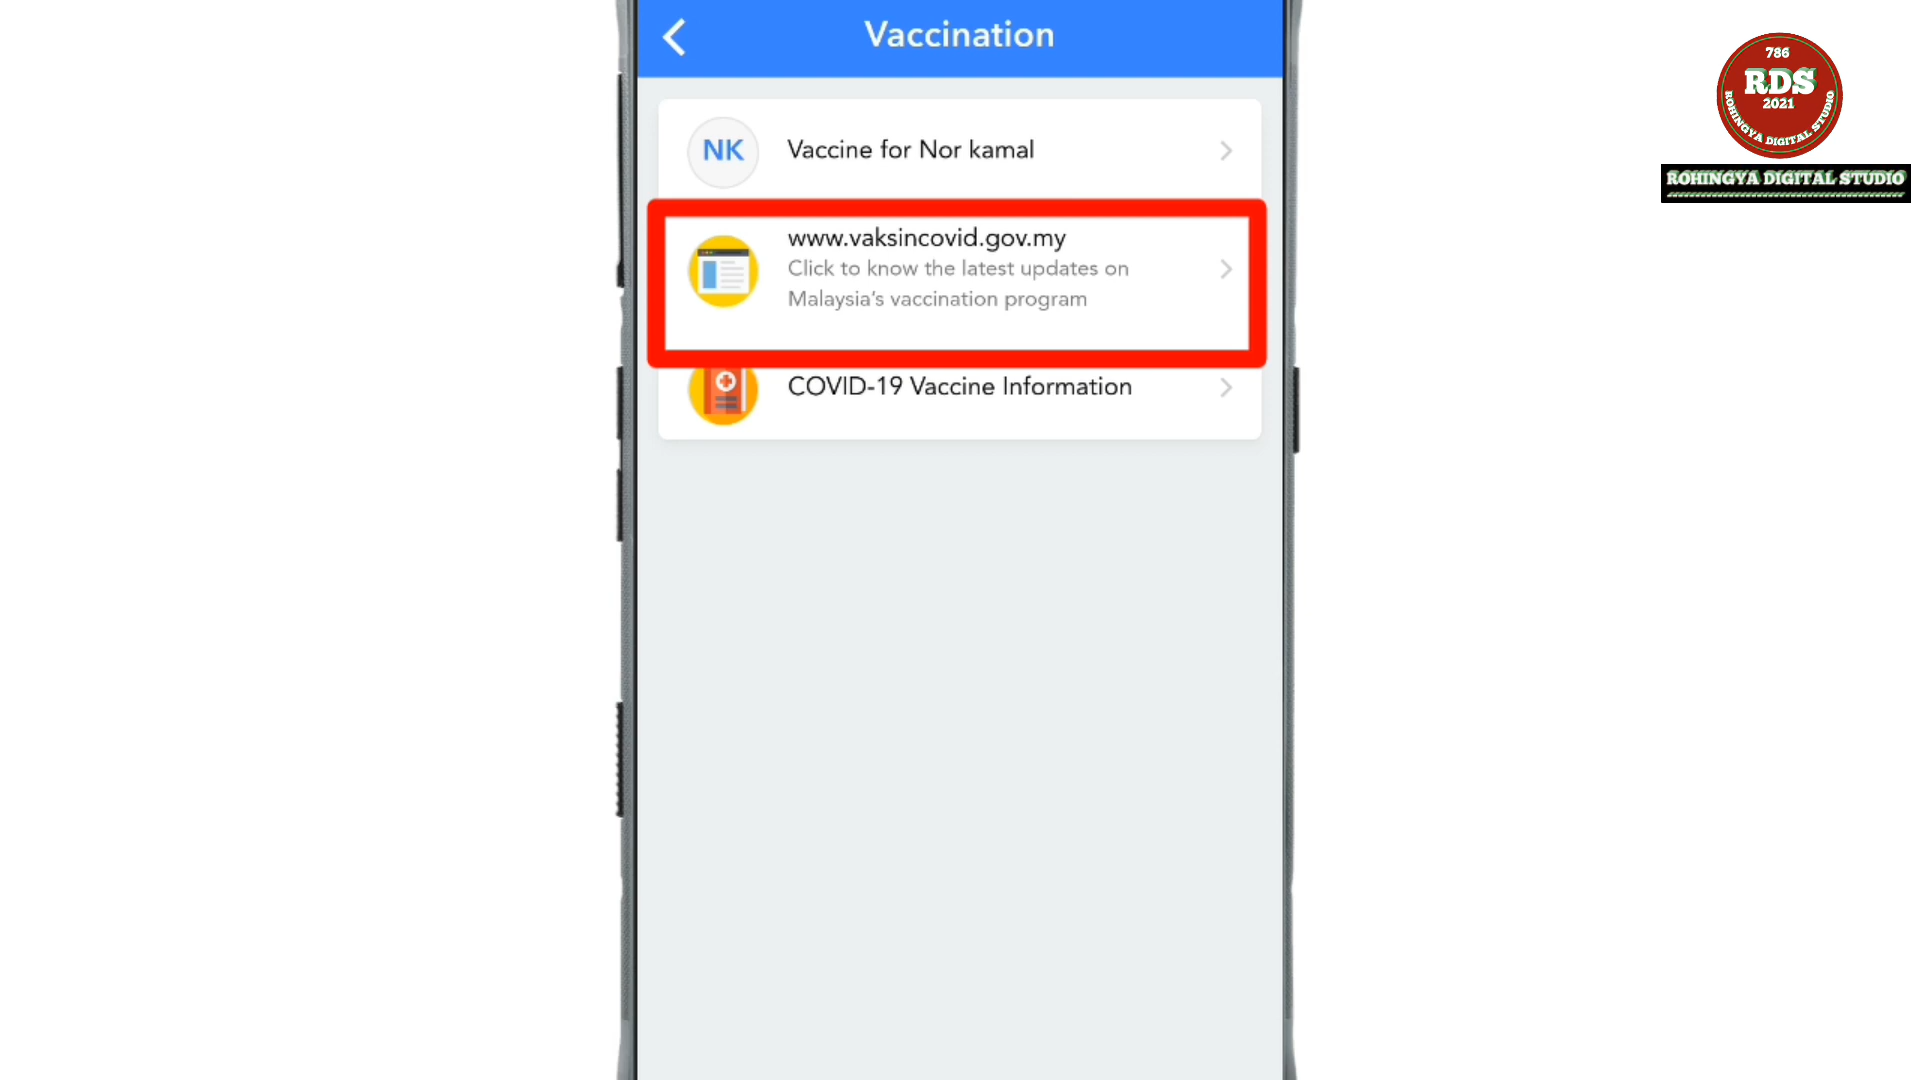 Vaccination
NK
Vaccine for Nor kamal
www.vaksincovid.gov.my
Click to know the latest updates on
Malaysia's vaccination program
COVID-19 Vaccine Information
786
RDS
2021
ROHINGYA DIGITAL STUDIO
ROHINGYA DIGITAL STUDIO